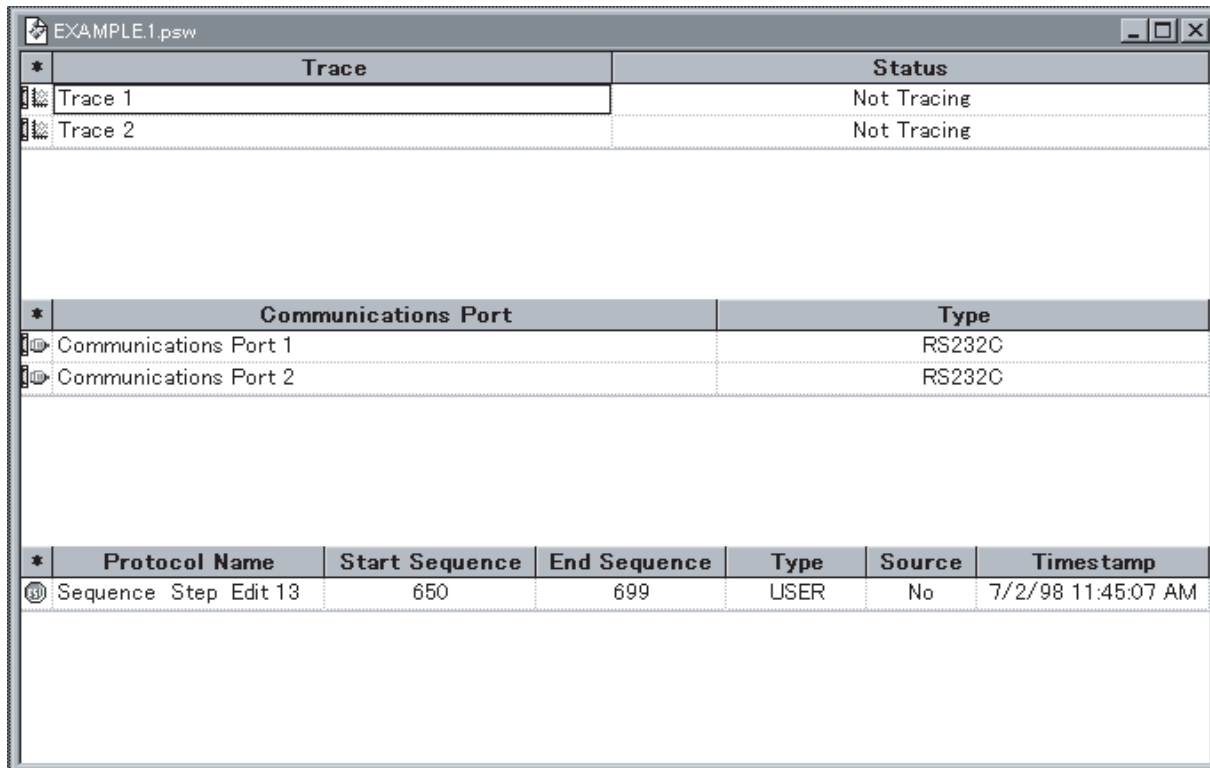 EXAMPLE.1.psw
* Trace Status
Trace 1 Not Tracing
Trace 2 Not Tracing
* Communications Port Type
Communications Port 1 RS232C
Communications Port 2 RS232C
* Protocol Name Start Sequence End Sequence Type Source Timestamp
Sequence Step Edit 13 650 699 USER No 7/2/98 11:45:07 AM